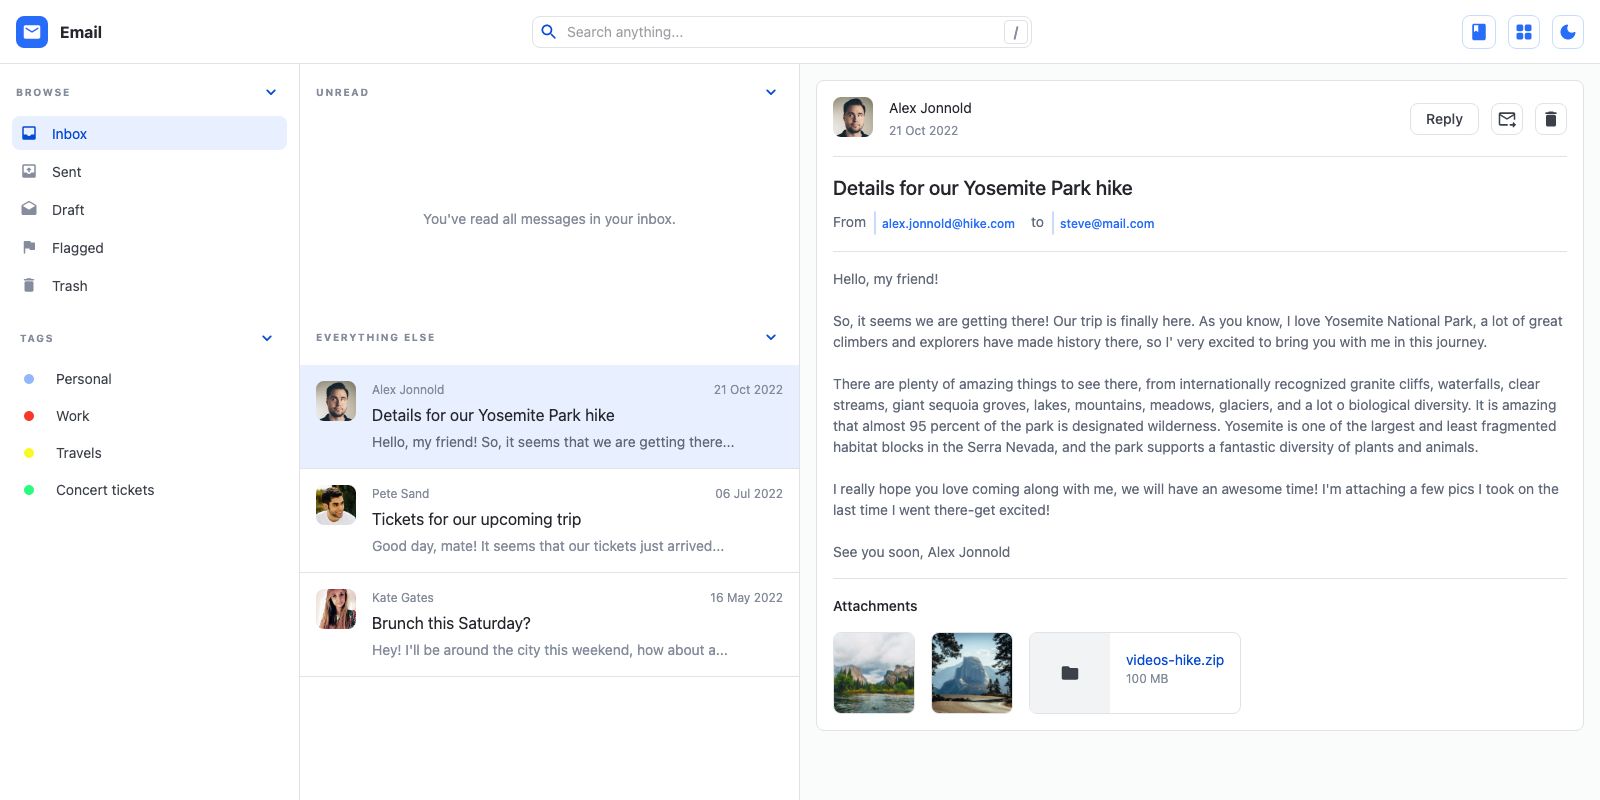 Email
Search anything...
/
BROWSE
Inbox
Sent
Draft
Flagged
Trash
TAGS
Personal
Work
Travels
Concert tickets
UNREAD
You've read all messages in your inbox.
EVERYTHING ELSE
Alex Jonnold 21 Oct 2022
Details for our Yosemite Park hike
Hello, my friend! So, it seems that we are getting there...
Pete Sand 06 Jul 2022
Tickets for our upcoming trip
Good day, mate! It seems that our tickets just arrived...
Kate Gates 16 May 2022
Brunch this Saturday?
Hey! I'll be around the city this weekend, how about a...
Alex Jonnold
21 Oct 2022
Reply
Details for our Yosemite Park hike
From alex.jonnold@hike.com to steve@mail.com
Hello, my friend!
So, it seems we are getting there! Our trip is finally here. As you know, I love Yosemite National Park, a lot of great
climbers and explorers have made history there, so I' very excited to bring you with me in this journey.
There are plenty of amazing things to see there, from internationally recognized granite cliffs, waterfalls, clear
streams, giant sequoia groves, lakes, mountains, meadows, glaciers, and a lot o biological diversity. It is amazing
that almost 95 percent of the park is designated wilderness. Yosemite is one of the largest and least fragmented
habitat blocks in the Serra Nevada, and the park supports a fantastic diversity of plants and animals.
I really hope you love coming along with me, we will have an awesome time! I'm attaching a few pics I took on the
last time I went there-get excited!
See you soon, Alex Jonnold
Attachments
videos-hike.zip
100 MB